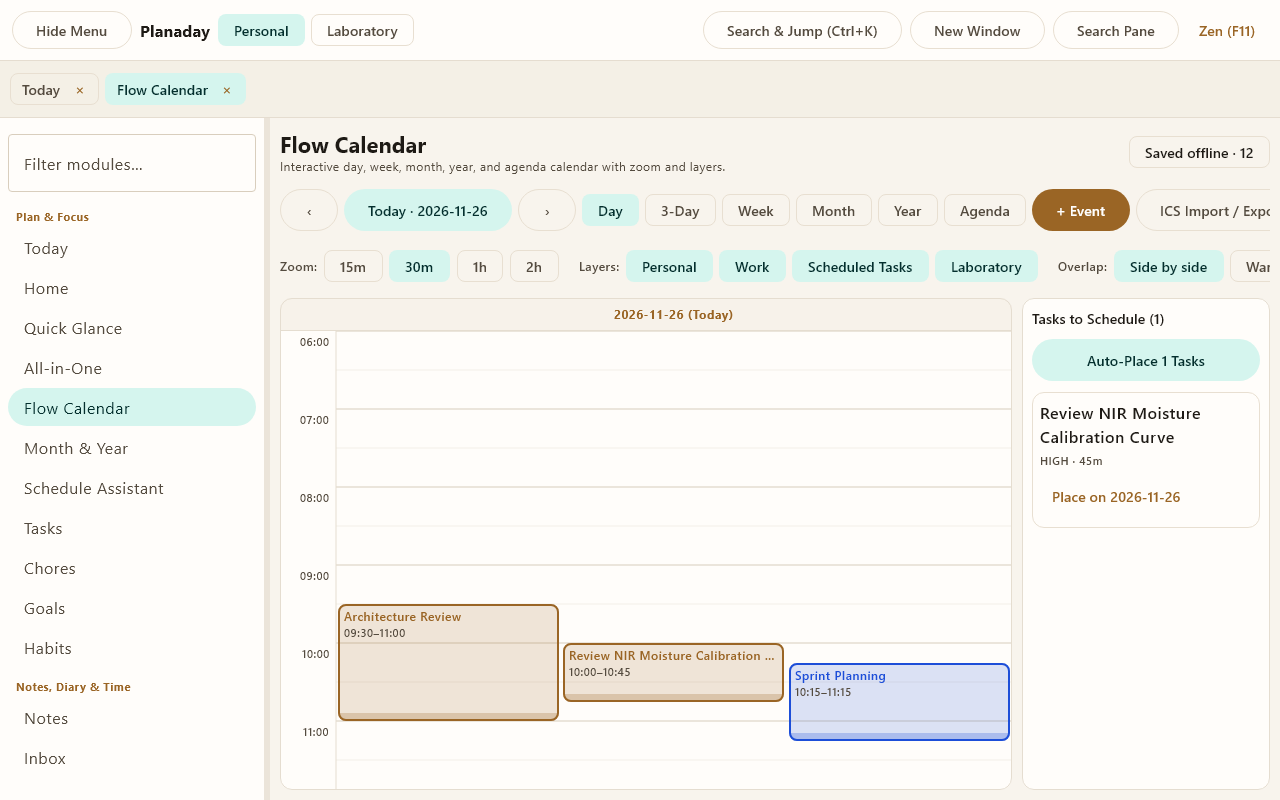 Hide Menu
Planaday
Personal
Laboratory
Search & Jump (Ctrl+K)
New Window
Search Pane
Zen (F11)
Today ×
Flow Calendar ×
Filter modules...
Plan & Focus
Today
Home
Quick Glance
All-in-One
Flow Calendar
Month & Year
Schedule Assistant
Tasks
Chores
Goals
Habits
Notes, Diary & Time
Notes
Inbox
Flow Calendar
Interactive day, week, month, year, and agenda calendar with zoom and layers.
Saved offline · 12
‹
Today · 2026-11-26
›
Day
3-Day
Week
Month
Year
Agenda
+ Event
ICS Import / Expo
Zoom:
15m
30m
1h
2h
Layers:
Personal
Work
Scheduled Tasks
Laboratory
Overlap:
Side by side
War
2026-11-26 (Today)
06:00
07:00
08:00
09:00
10:00
11:00
Architecture Review
09:30–11:00
Review NIR Moisture Calibration ...
10:00–10:45
Sprint Planning
10:15–11:15
Tasks to Schedule (1)
Auto-Place 1 Tasks
Review NIR Moisture
Calibration Curve
HIGH · 45m
Place on 2026-11-26